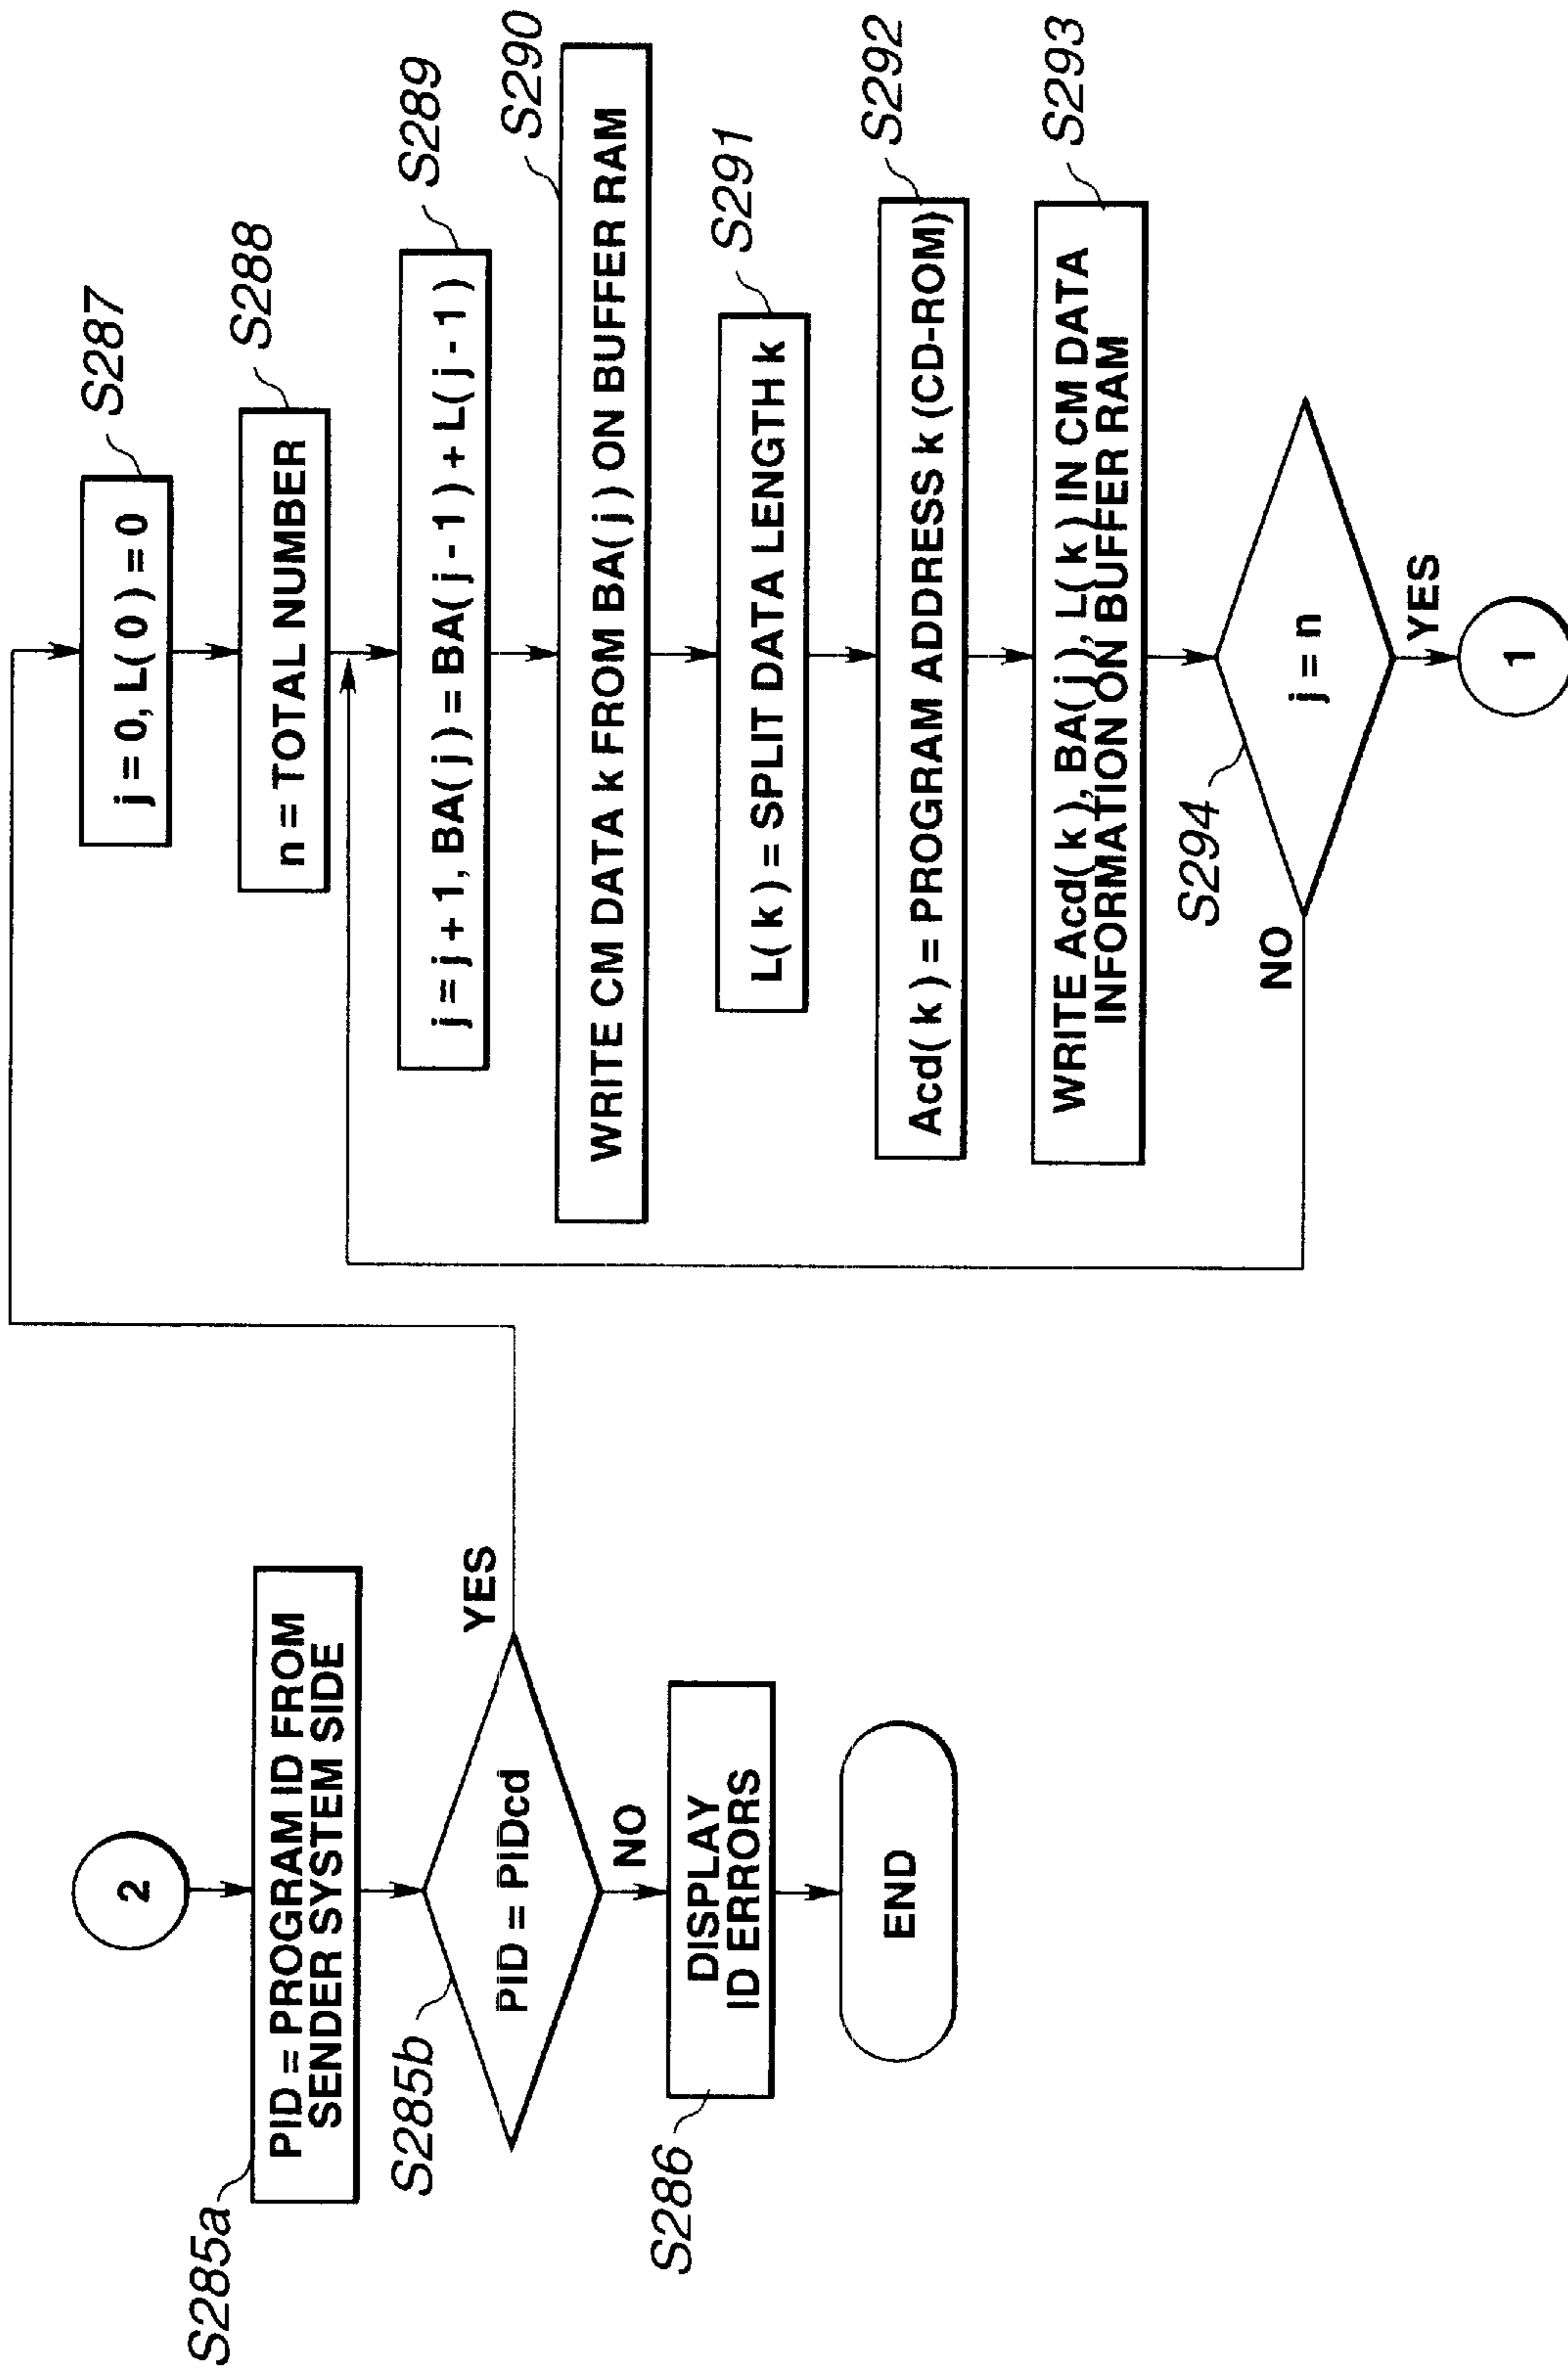 2
S285a
PID = PROGRAM ID FROM
SENDER SYSTEM SIDE
S285b
PID = PIDcd
YES
NO
S286
DISPLAY
ID ERRORS
END
S287
j = 0, L( 0 ) = 0
S288
n = TOTAL NUMBER
S289
j = j + 1, BA( j ) = BA( j - 1 ) + L( j - 1 )
S290
WRITE CM DATA k FROM BA( j ) ON BUFFER RAM
S291
L( k ) = SPLIT DATA LENGTH k
S292
Acd( k ) = PROGRAM ADDRESS k (CD-ROM)
S293
WRITE Acd( k ), BA( j ), L( k ) IN CM DATA
INFORMATION ON BUFFER RAM
S294
j = n
NO
YES
1